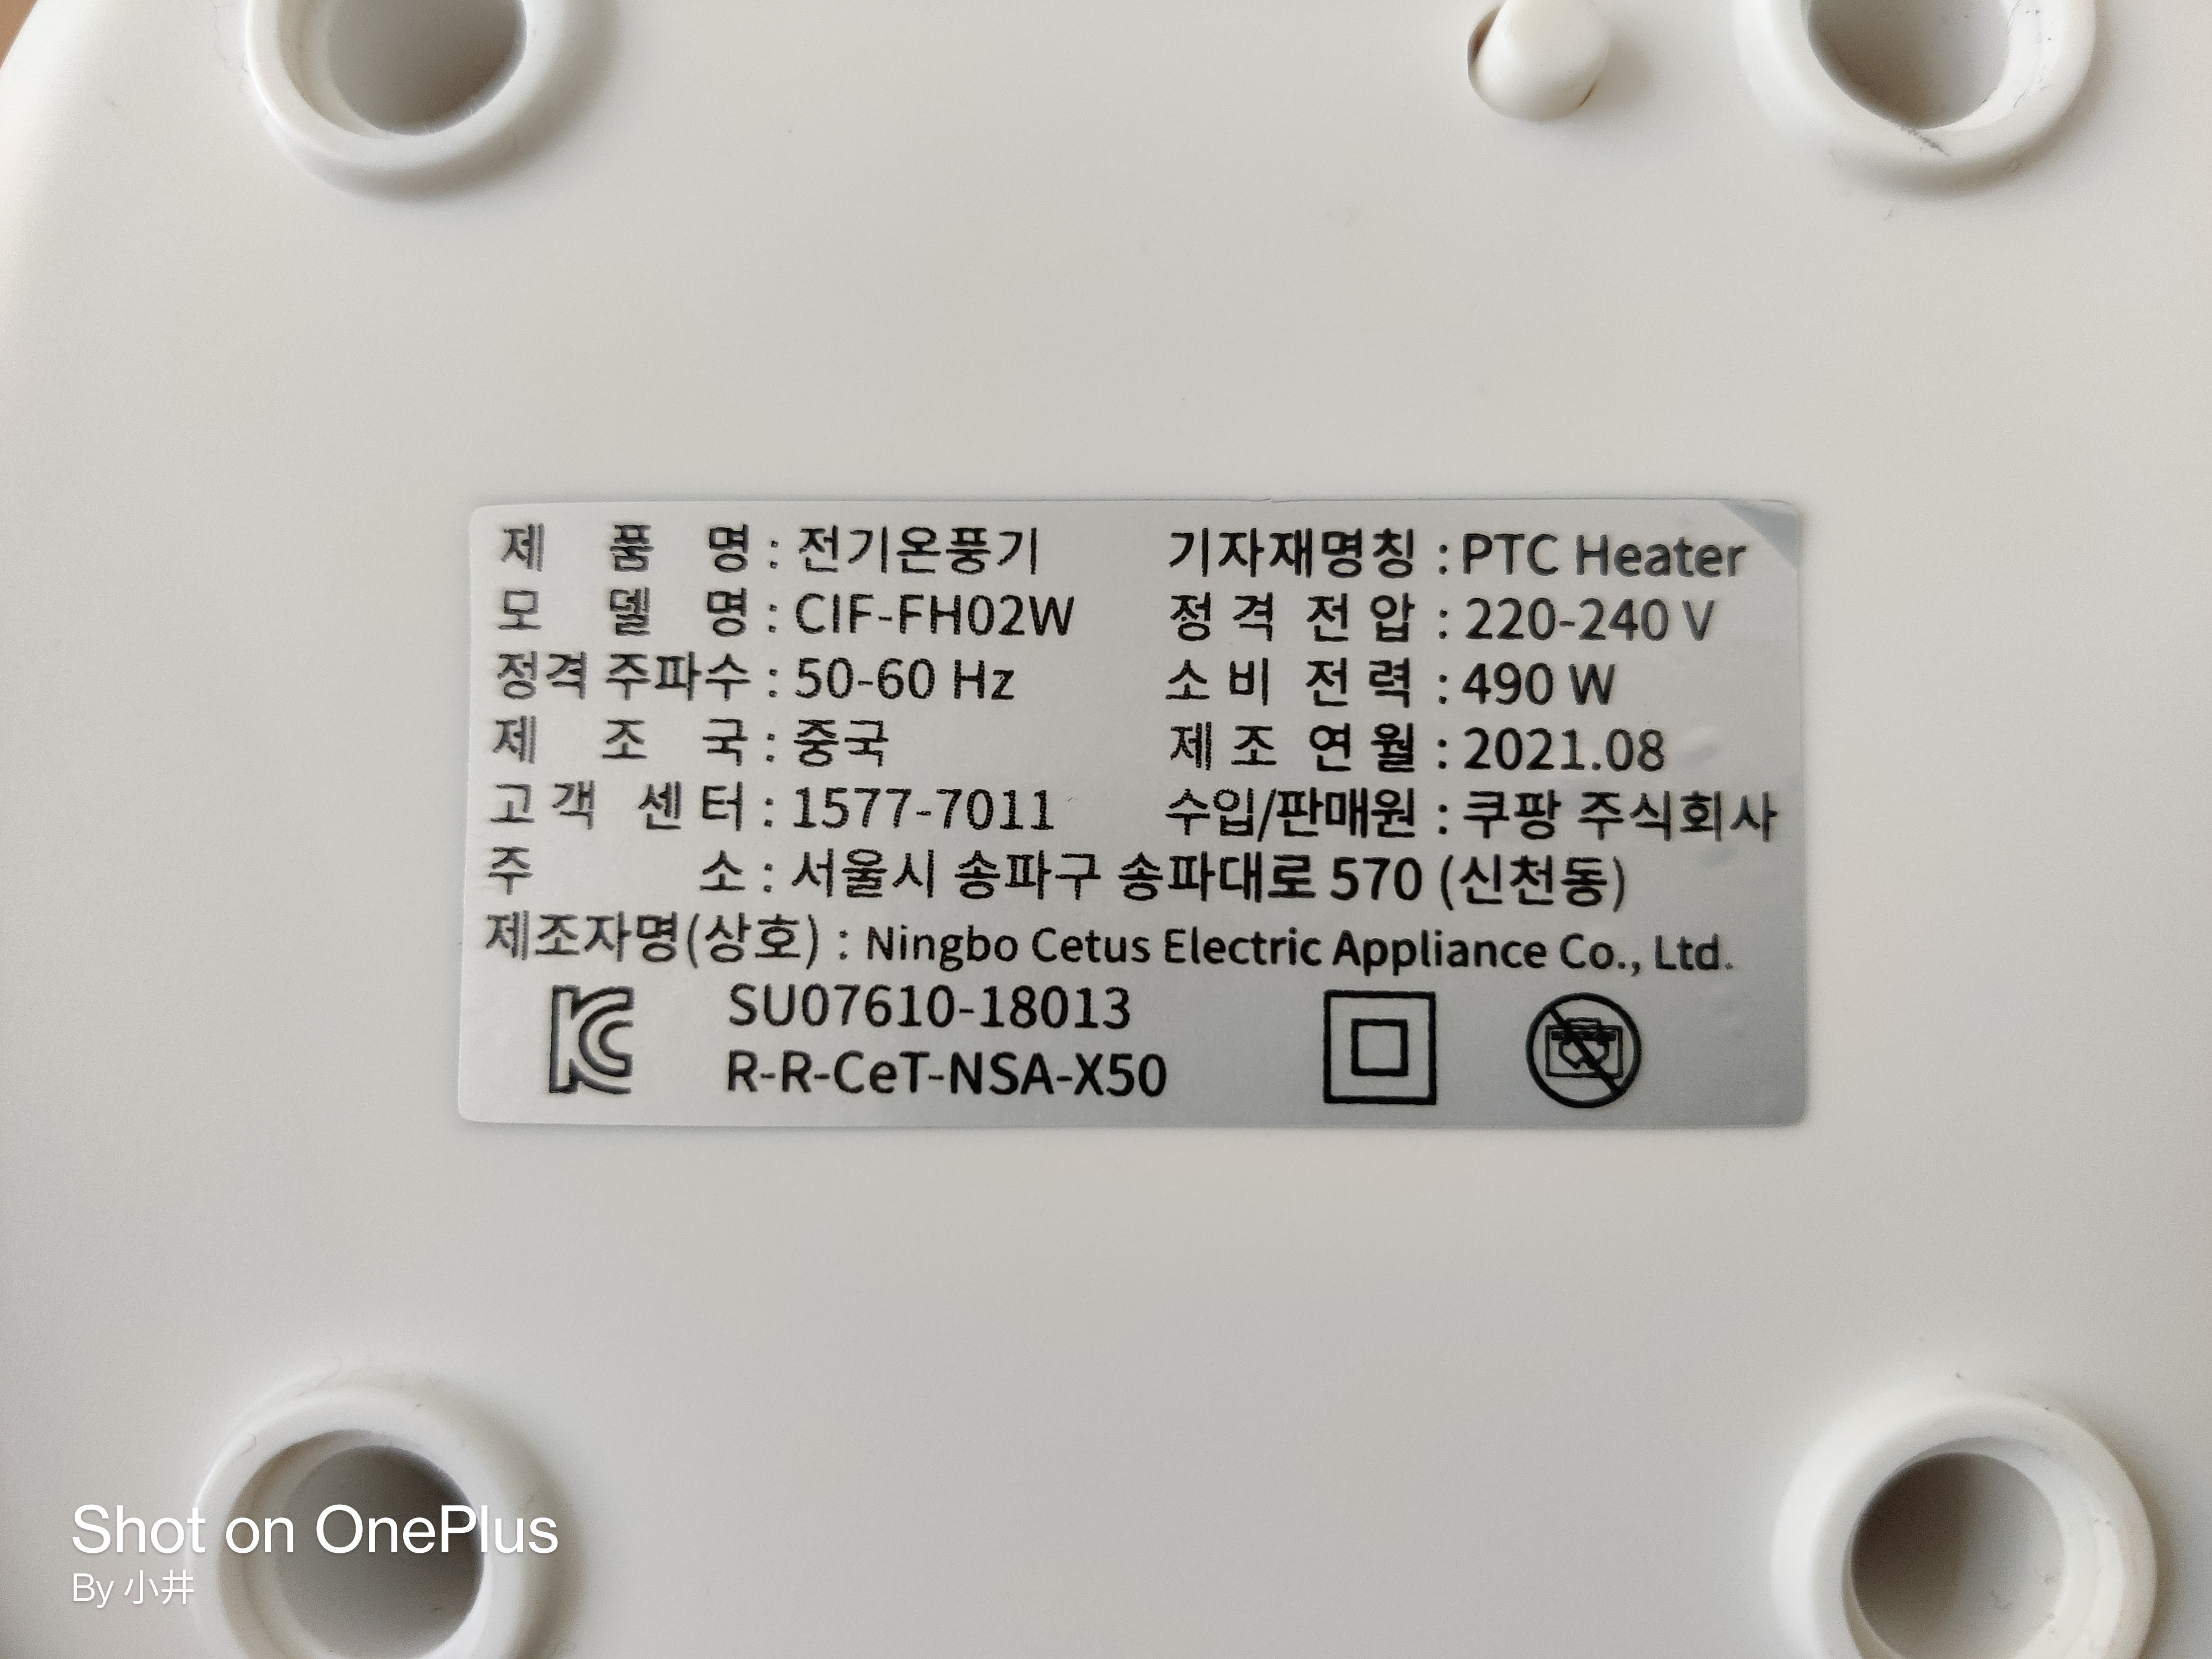 제 품 명 : 전기온풍기 기자재명칭 : PTC Heater
모 델 명 : CIF-FH02W 정 격 전 압 : 220-240 V
정격 주파수 : 50-60 Hz 소 비 전 력 : 490 W
제 조 국 : 중국 제 조 연 월 : 2021.08
고 객 센 터 : 1577-7011 수입/판매원 : 쿠팡 주식회사
주 소 : 서울시 송파구 송파대로 570 (신천동)
제조자명(상호) : Ningbo Cetus Electric Appliance Co., Ltd.
KC SU07610-18013
R-R-CeT-NSA-X50
Shot on OnePlus
By 小井